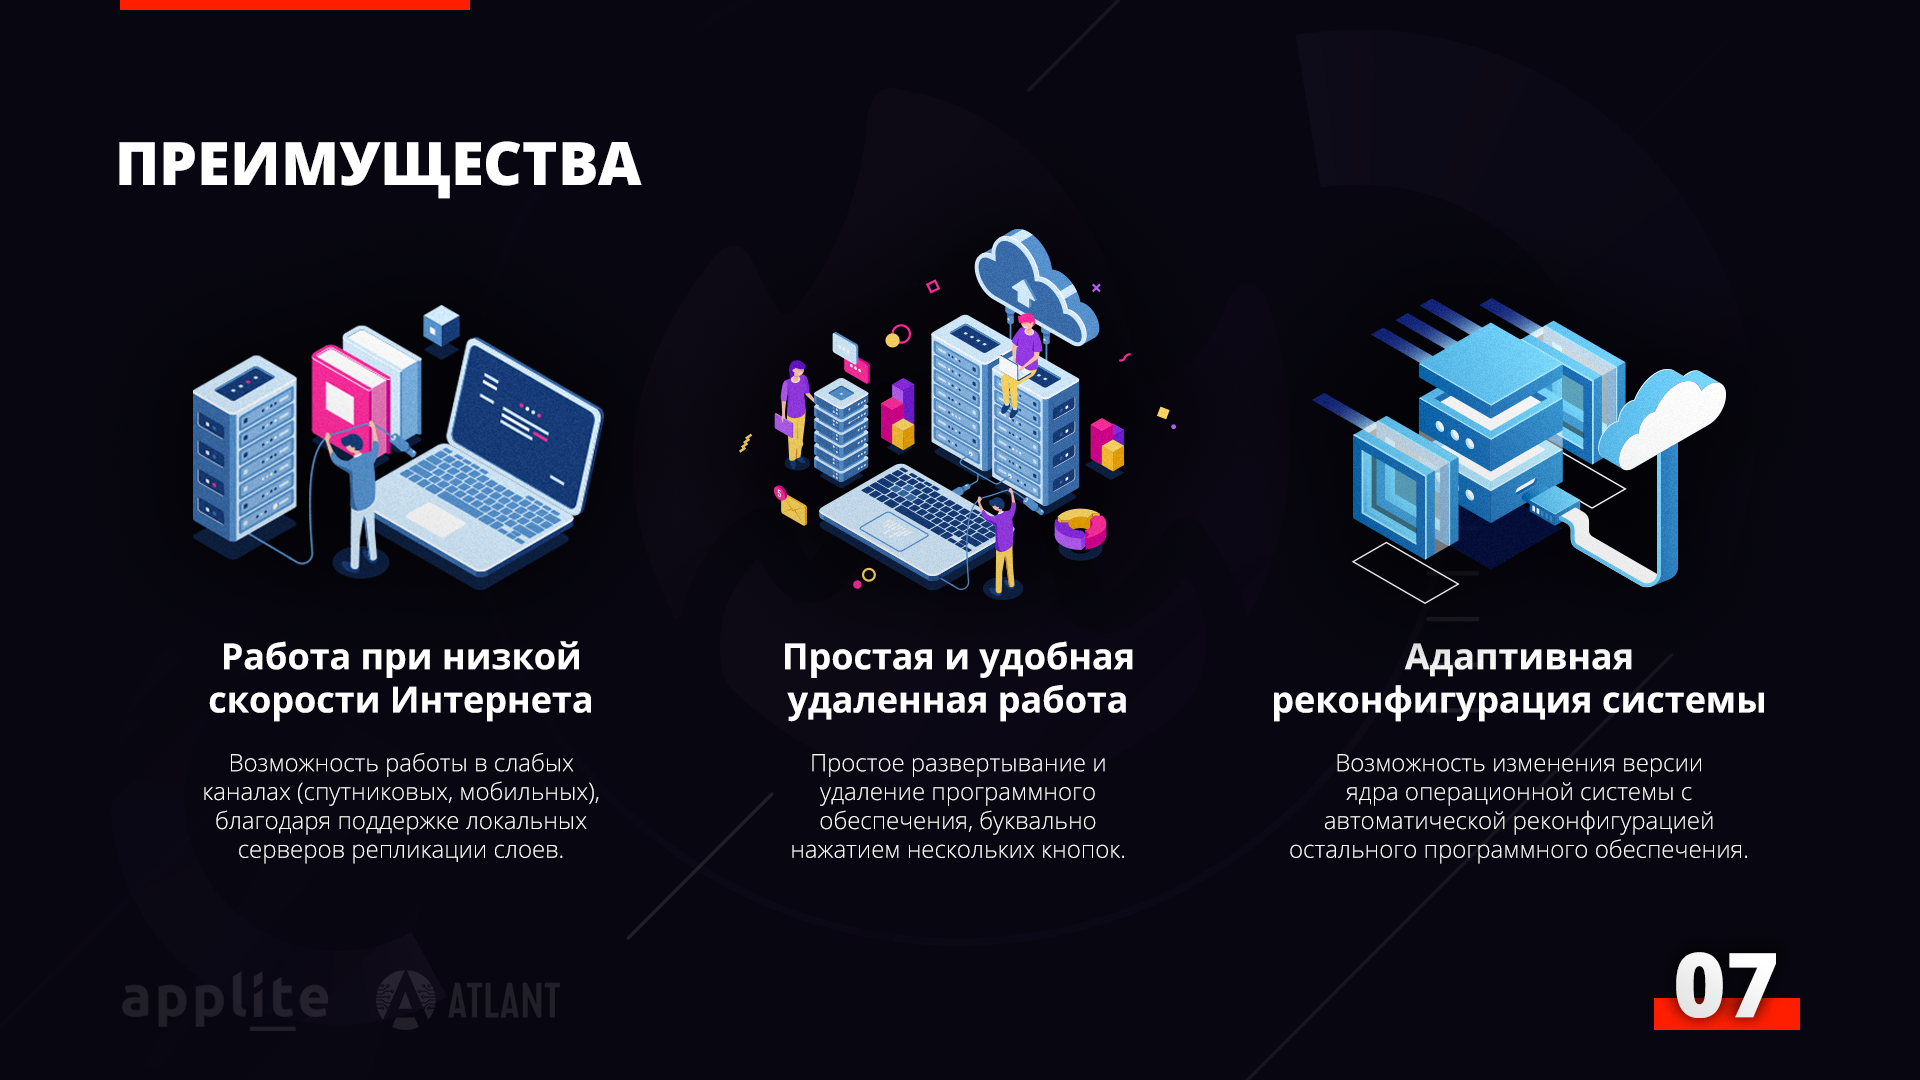 ПРЕИМУЩЕСТВА
Работа при низкой
скорости Интернета
Возможность работы в слабых
каналах (спутниковых, мобильных),
благодаря поддержке локальных
серверов репликации слоев.
Простая и удобная
удаленная работа
Простое развертывание и
удаление программного
обеспечения, буквально
нажатием нескольких кнопок.
Адаптивная
реконфигурация системы
Возможность изменения версии
ядра операционной системы с
автоматической реконфигурацией
остального программного обеспечения.
applite
ATLANT
07